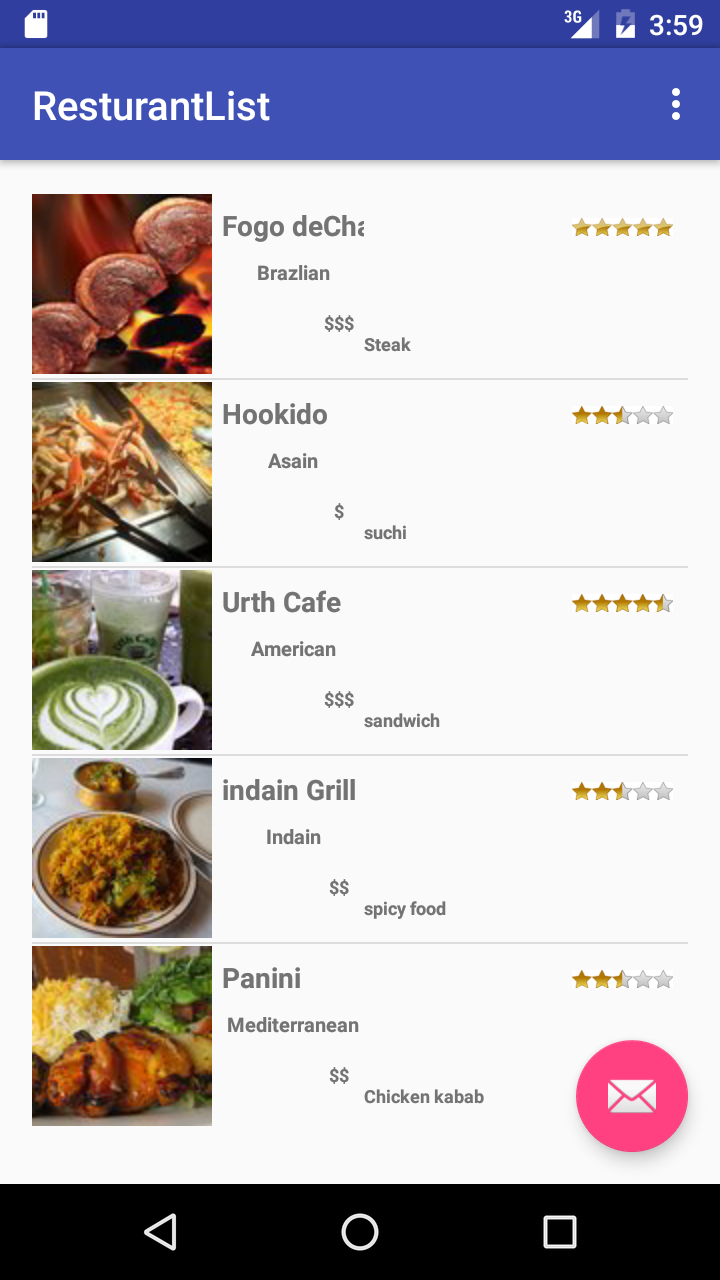 3G 3:59
ResturantList
Fogo deCha
Brazlian
$$$
Steak
Hookido
Asain
$
suchi
Urth Cafe
American
$$$
sandwich
indain Grill
Indain
$$
spicy food
Panini
Mediterranean
$$
Chicken kabab